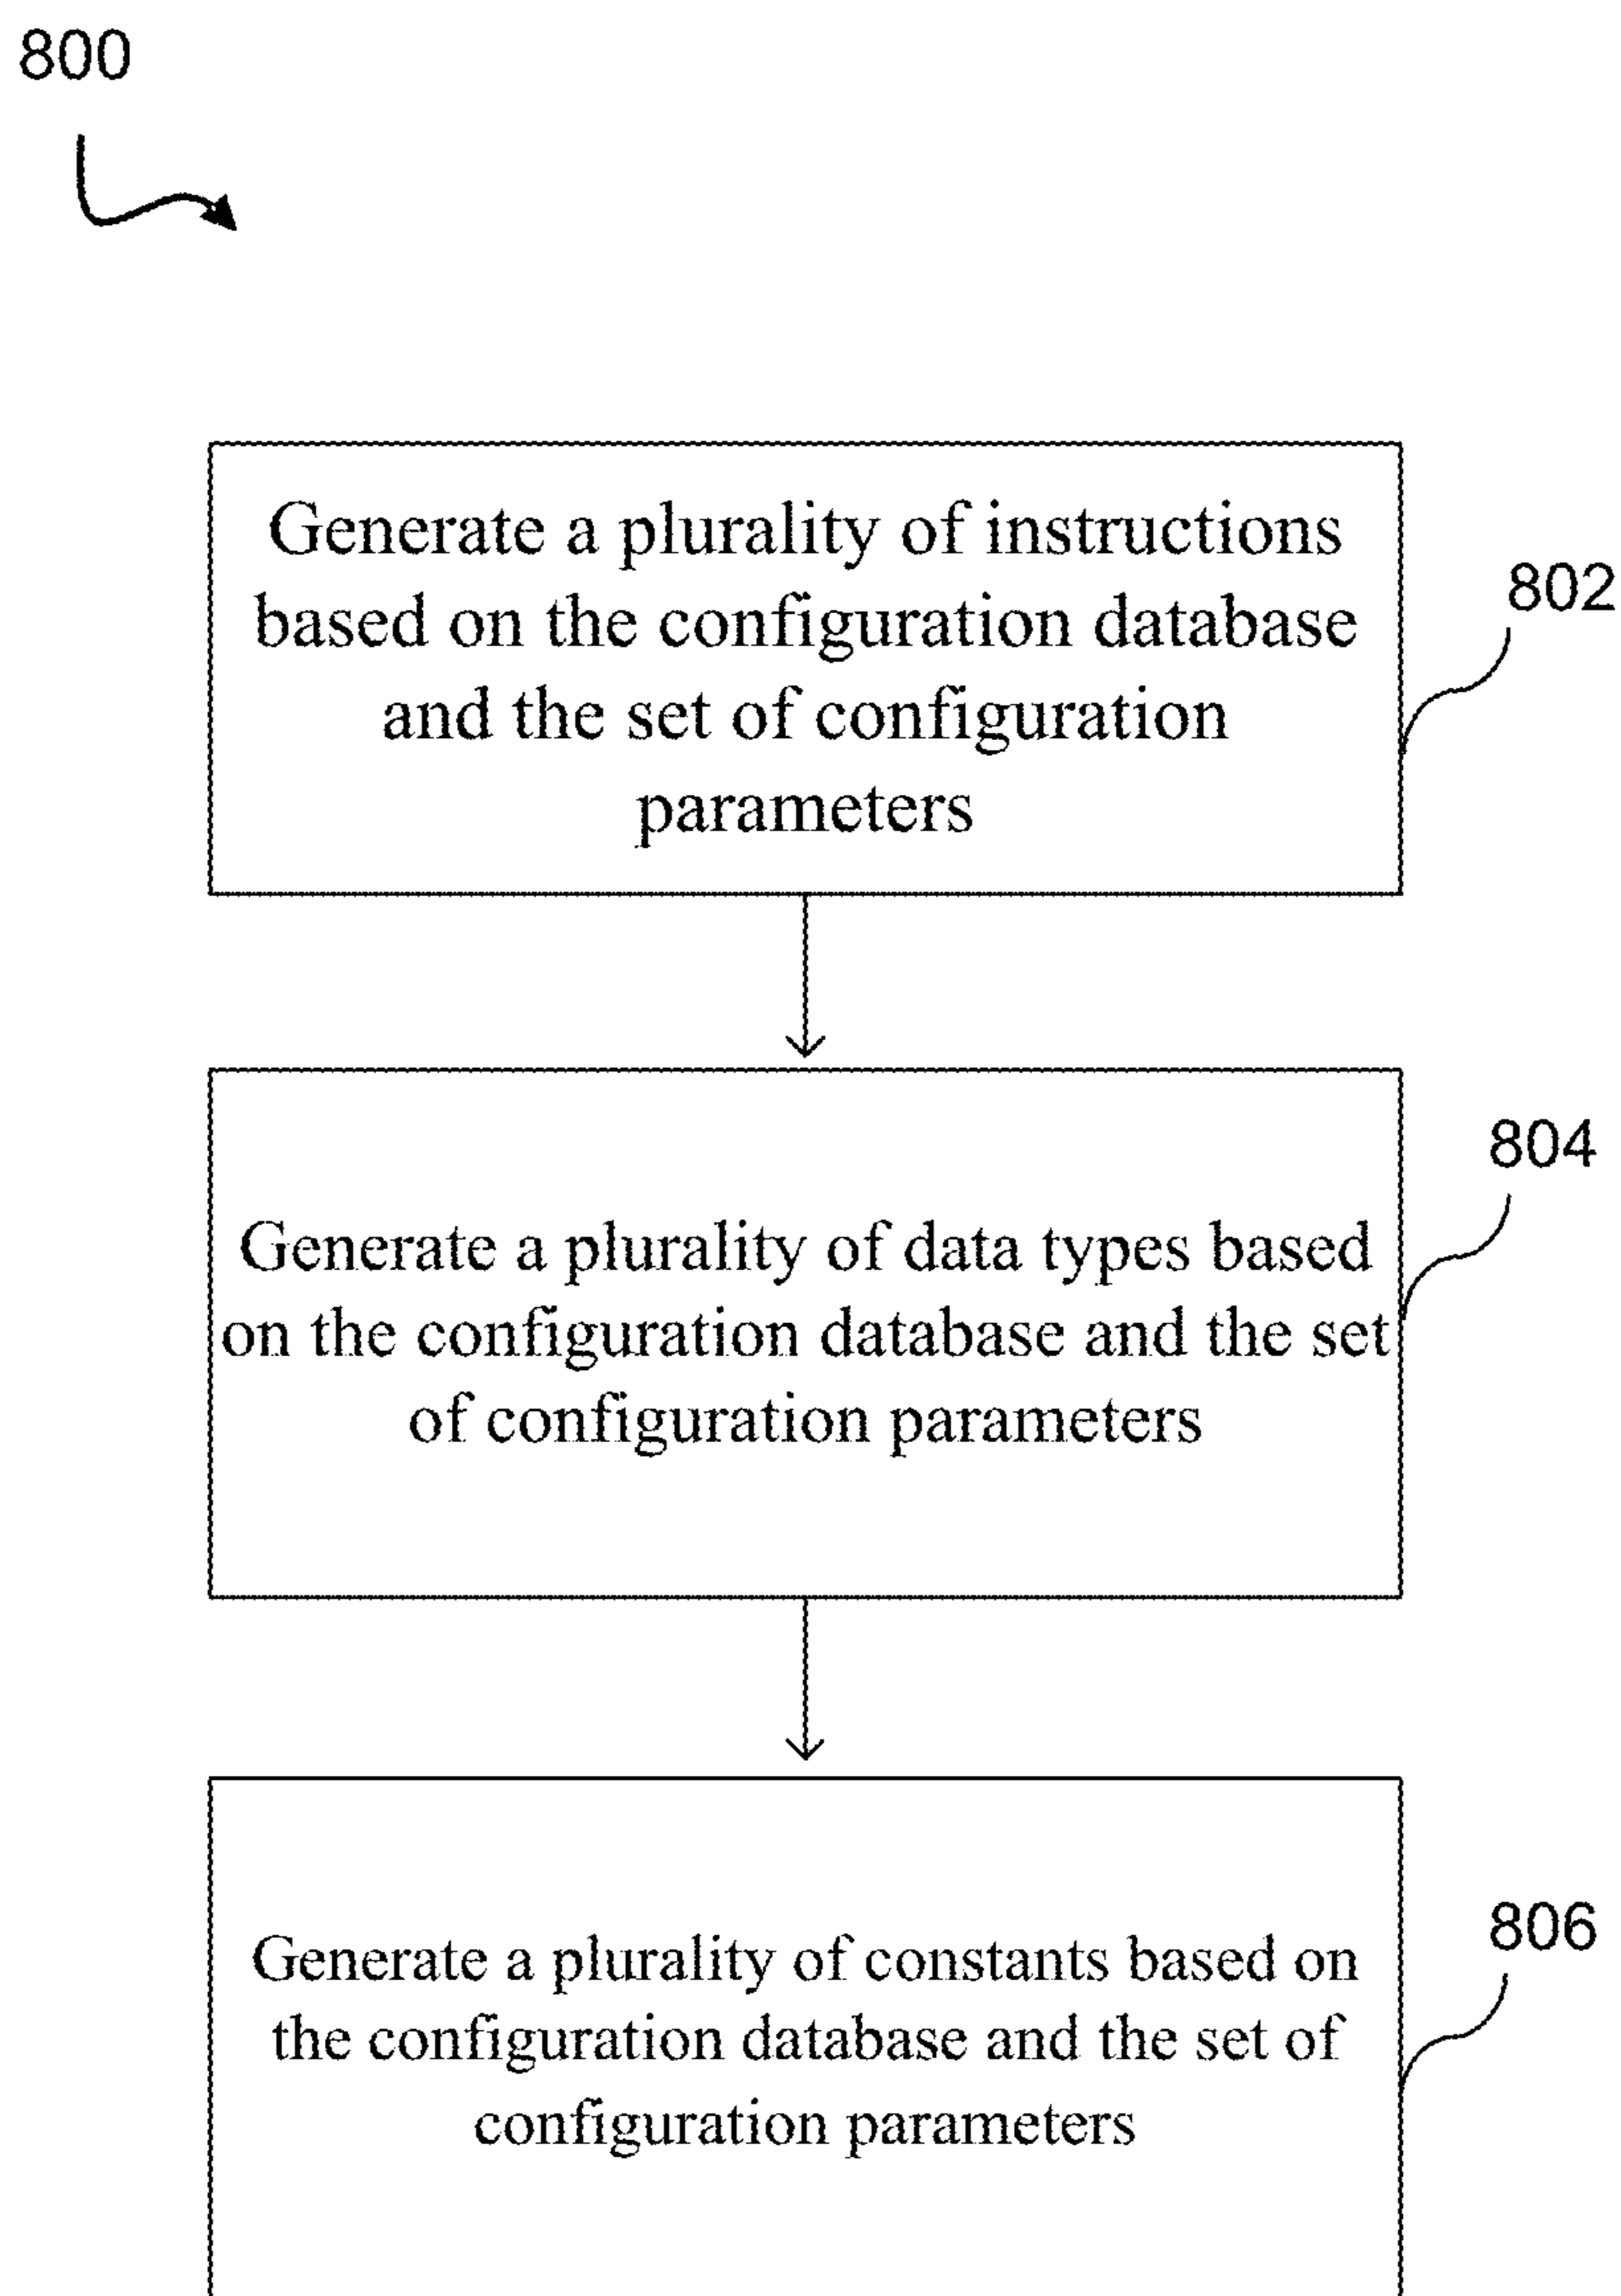 800
Generate a plurality of instructions
based on the configuration database
and the set of configuration
parameters
802
Generate a plurality of data types based
on the configuration database and the set
of configuration parameters
804
Generate a plurality of constants based on
the configuration database and the set of
configuration parameters
806